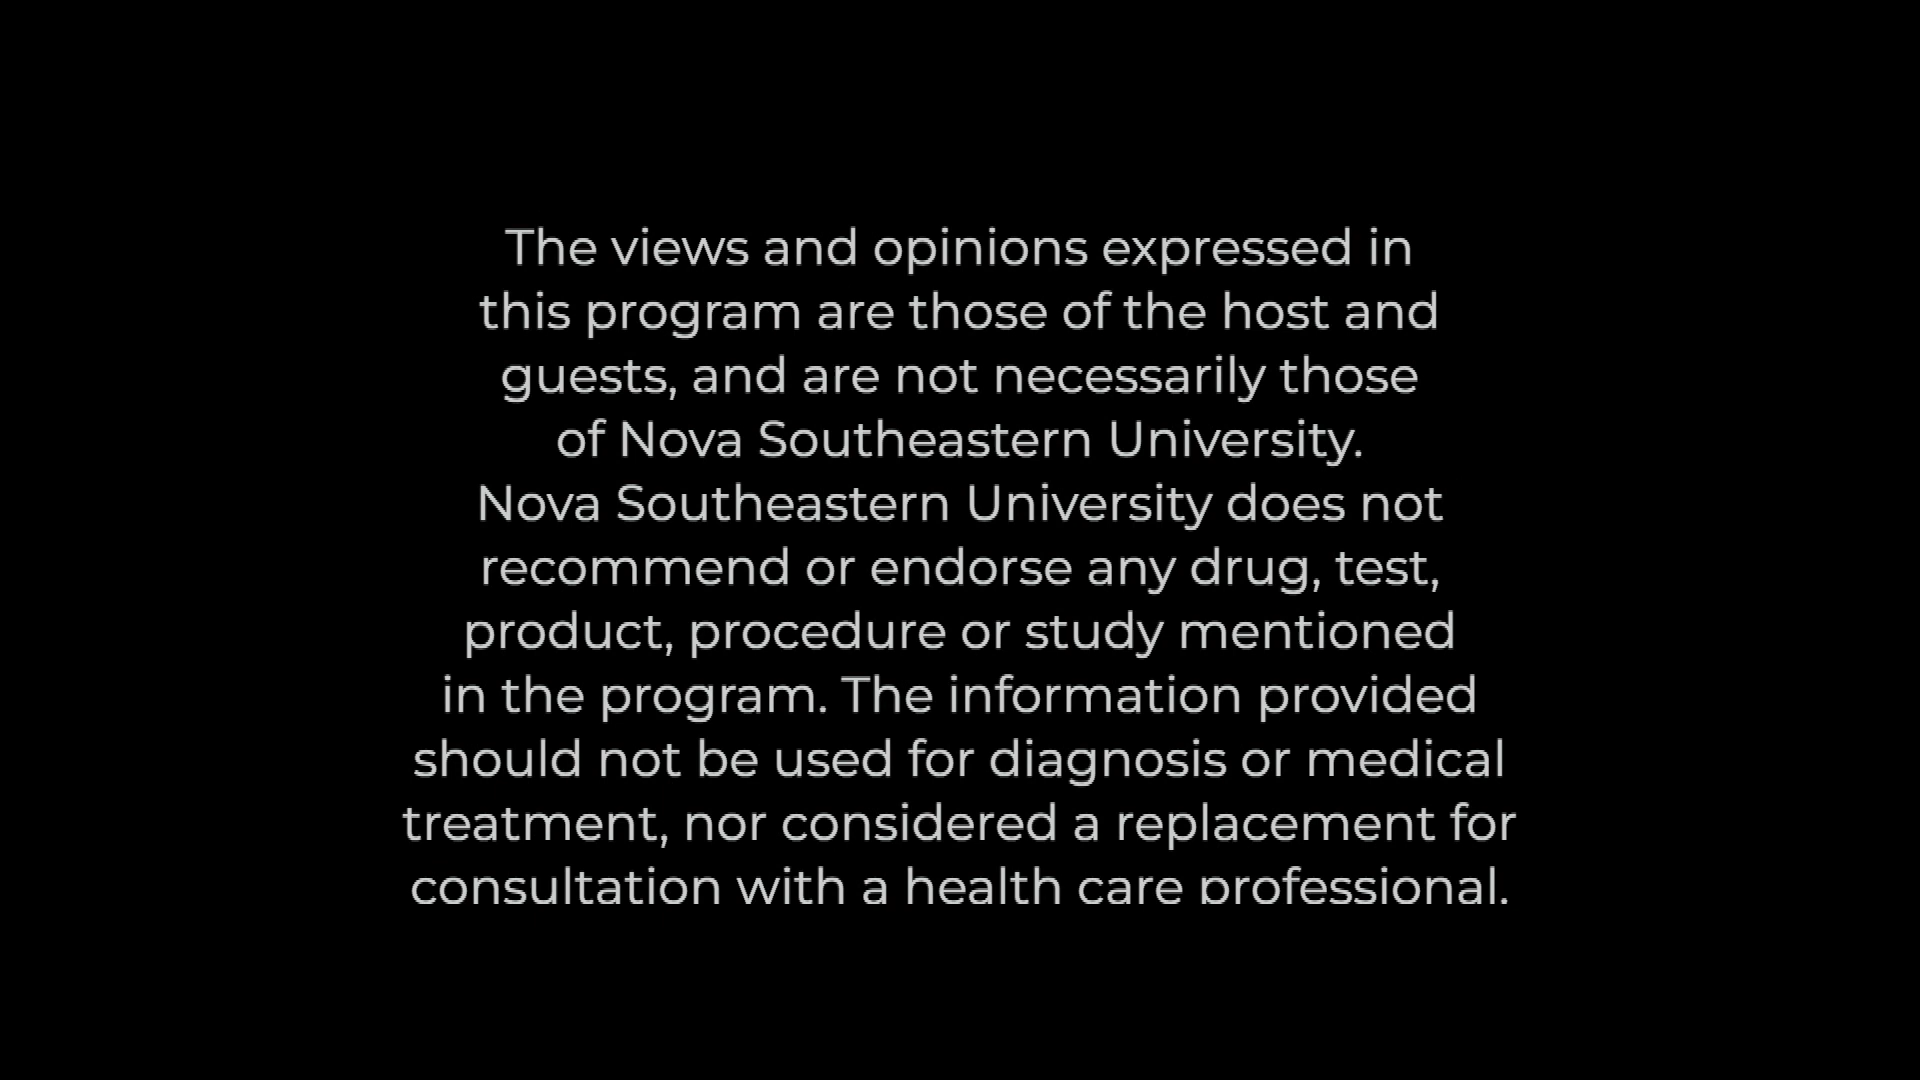 The views and opinions expressed in
this program are those of the host and
guests, and are not necessarily those
of Nova Southeastern University.
Nova Southeastern University does not
recommend or endorse any drug, test,
product, procedure or study mentioned
in the program. The information provided
should not be used for diagnosis or medical
treatment, nor considered a replacement for
consultation with a health care professional.